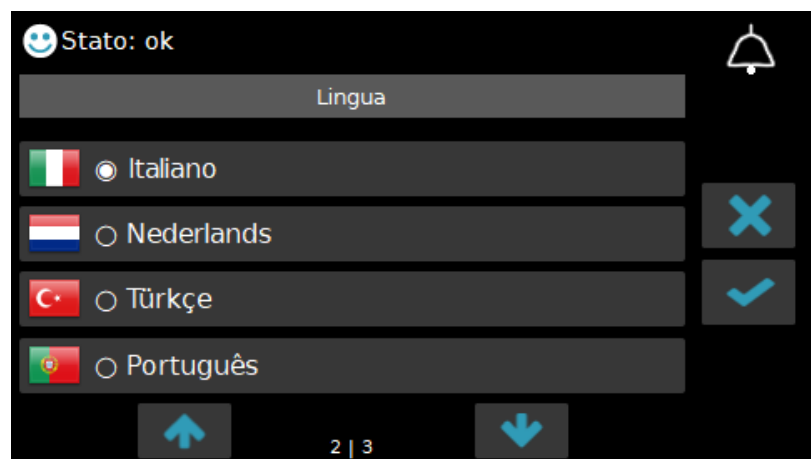 Stato: ok
Lingua
Italiano
Nederlands
Türkçe
Português
2 | 3